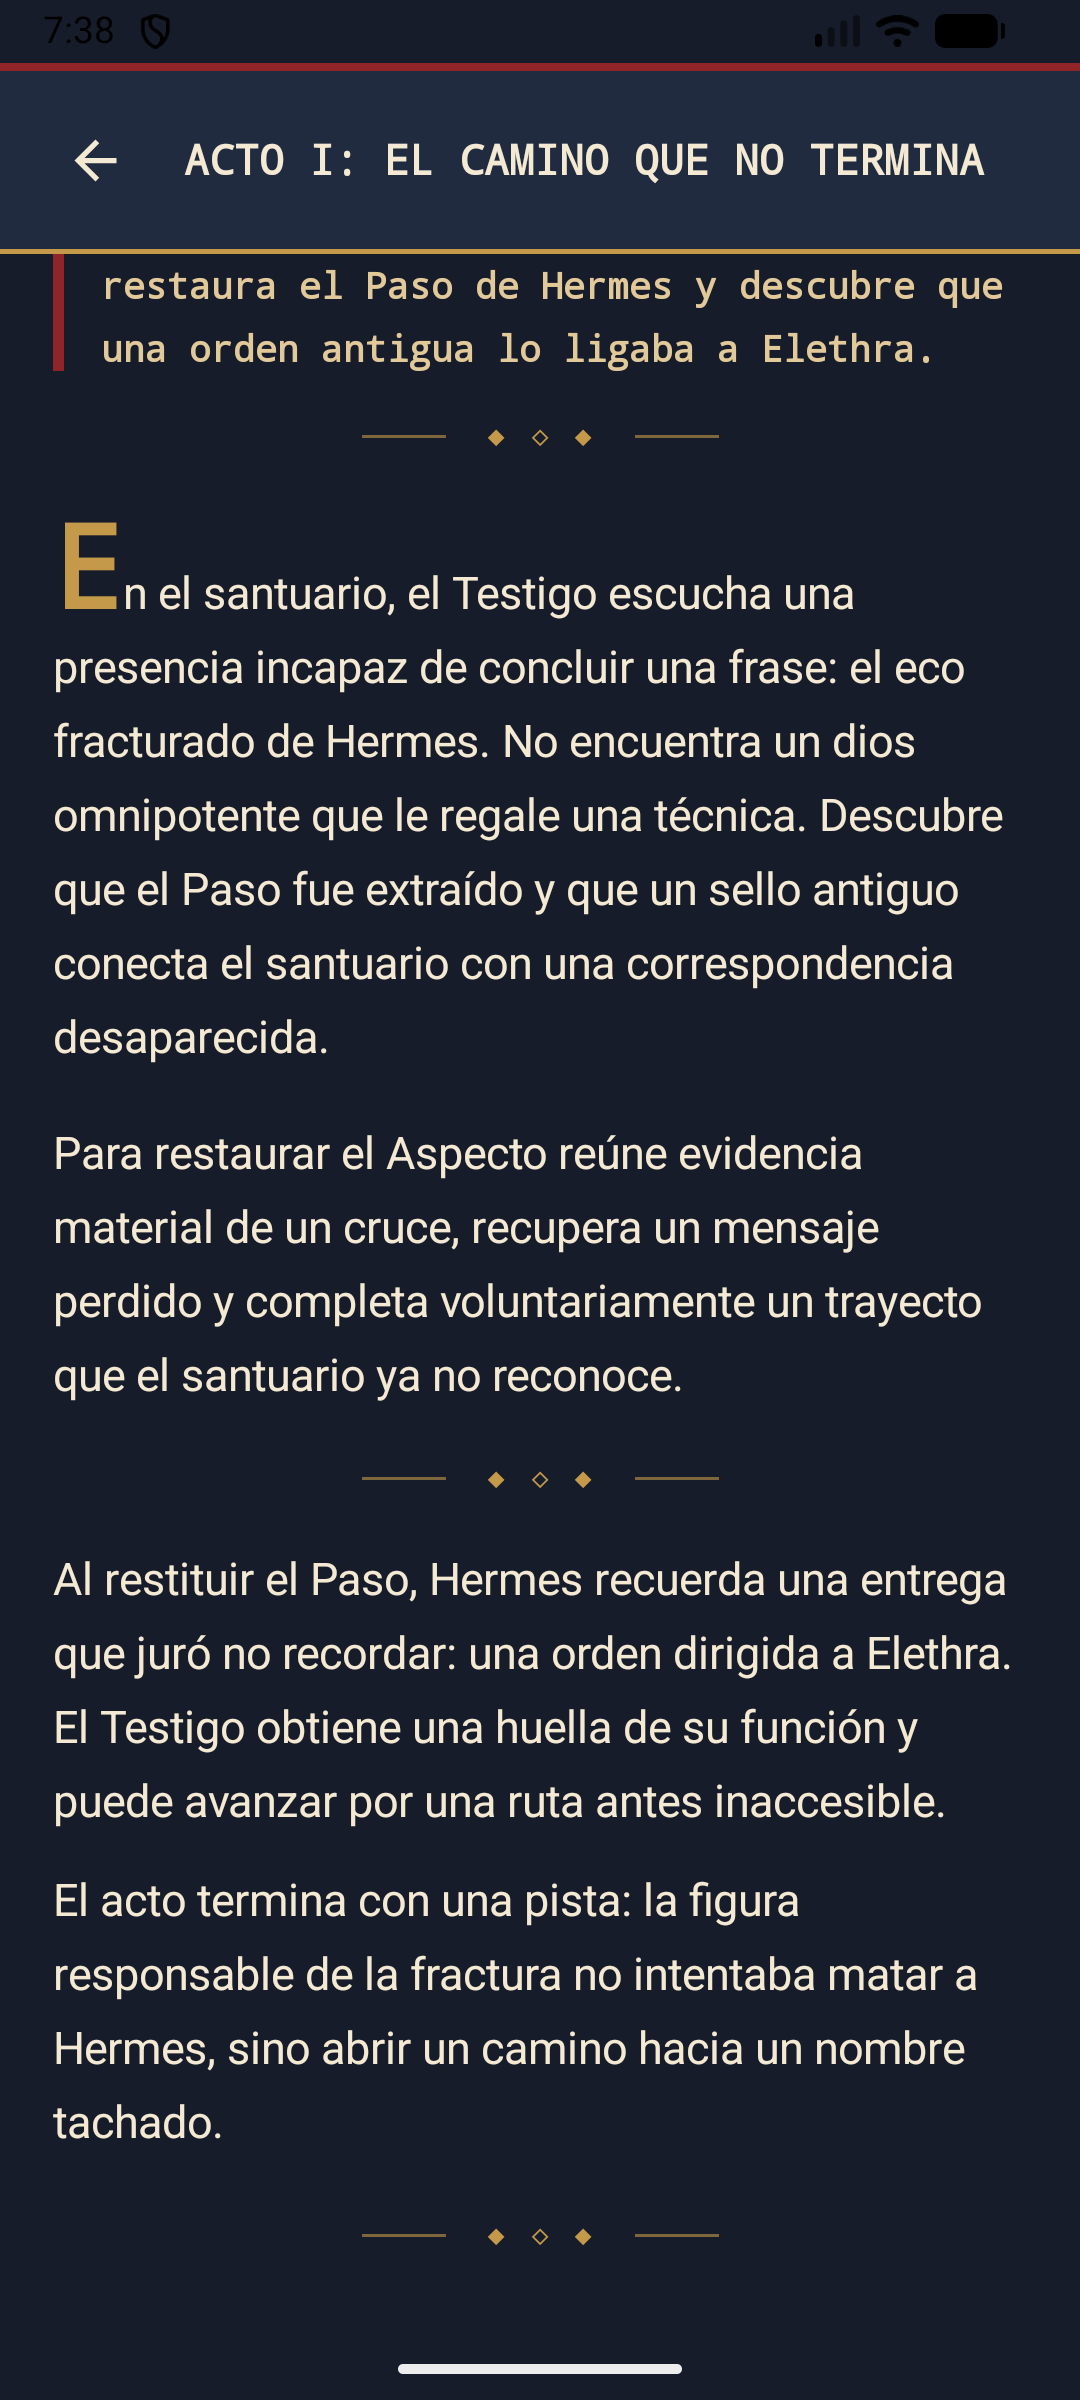 7:38
ACTO I: EL CAMINO QUE NO TERMINA
restaura el Paso de Hermes y descubre que
una orden antigua lo ligaba a Elethra.
En el santuario, el Testigo escucha una
presencia incapaz de concluir una frase: el eco
fracturado de Hermes. No encuentra un dios
omnipotente que le regale una técnica. Descubre
que el Paso fue extraído y que un sello antiguo
conecta el santuario con una correspondencia
desaparecida.
Para restaurar el Aspecto reúne evidencia
material de un cruce, recupera un mensaje
perdido y completa voluntariamente un trayecto
que el santuario ya no reconoce.
Al restituir el Paso, Hermes recuerda una entrega
que juró no recordar: una orden dirigida a Elethra.
El Testigo obtiene una huella de su función y
puede avanzar por una ruta antes inaccesible.
El acto termina con una pista: la figura
responsable de la fractura no intentaba matar a
Hermes, sino abrir un camino hacia un nombre
tachado.